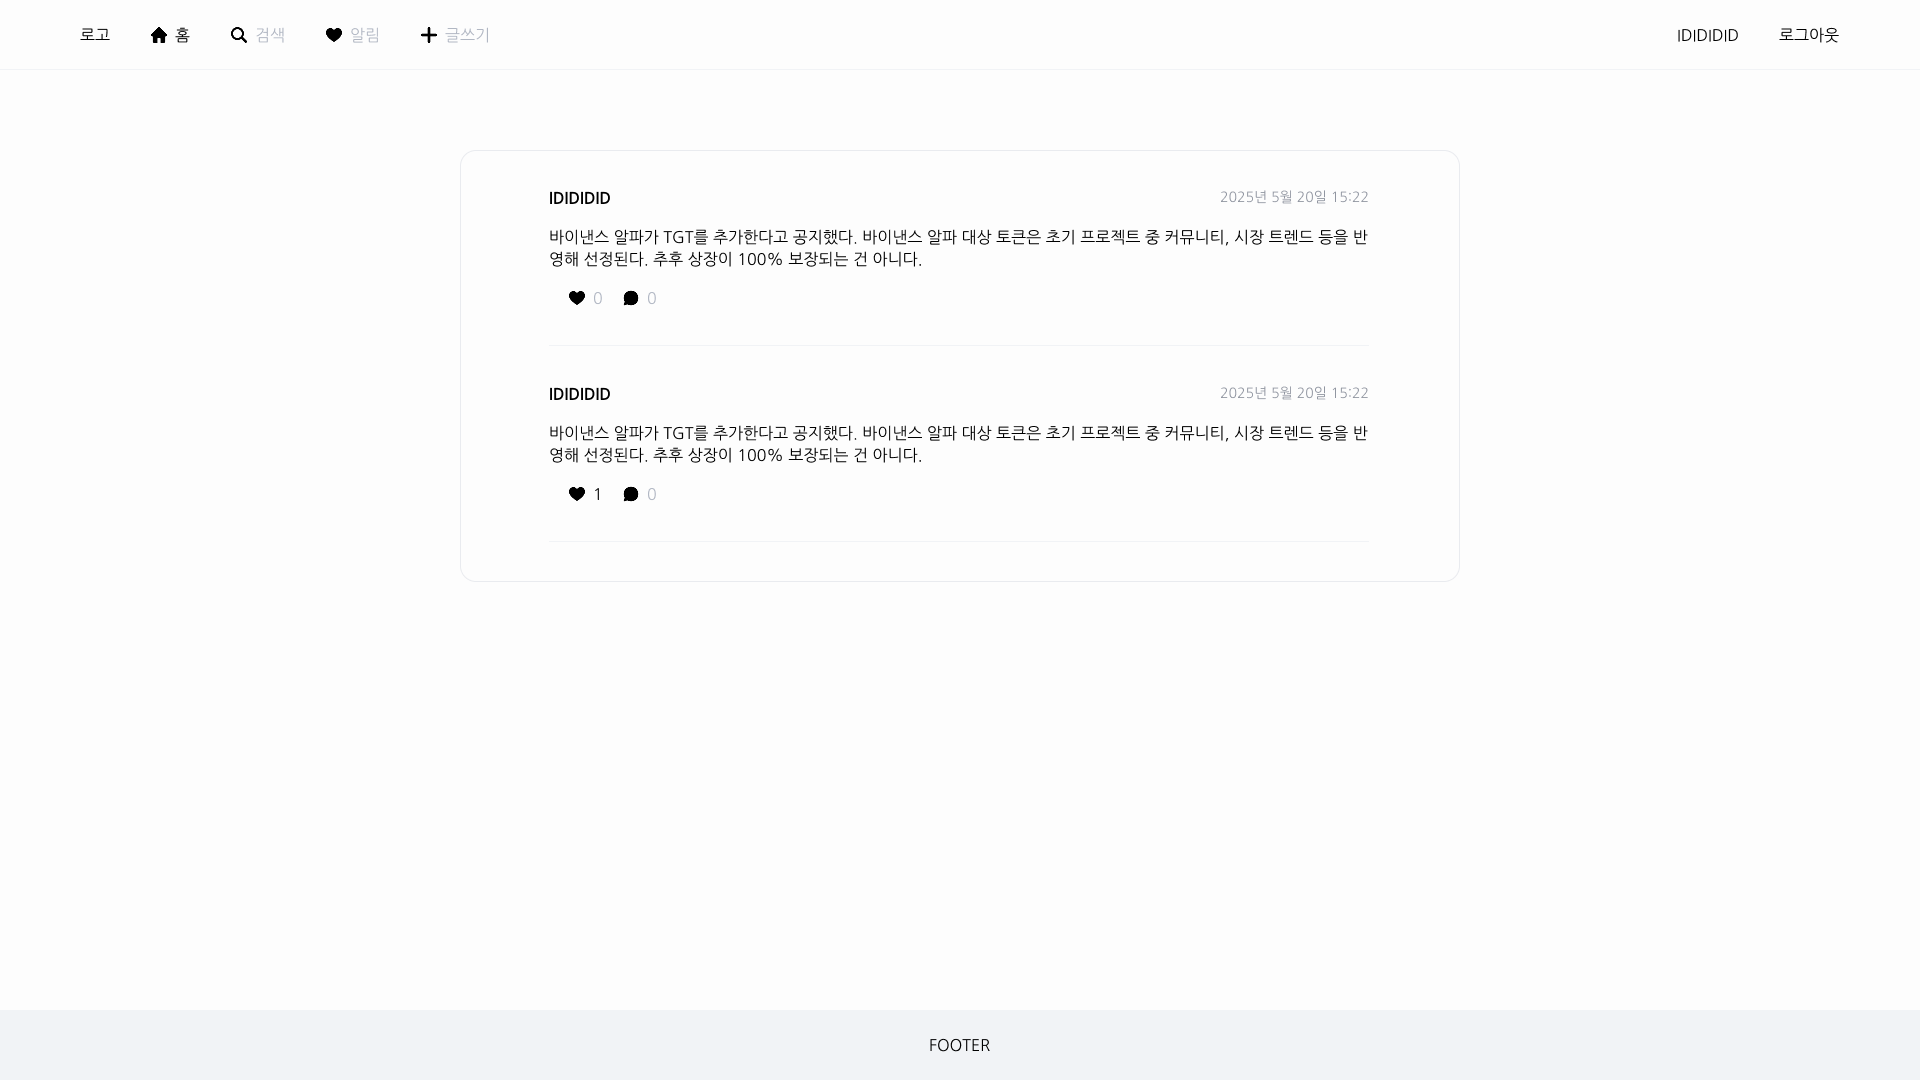 로고 홈 검색 알림 글쓰기 IDIDIDID 로그아웃
IDIDIDID 2025년 5월 20일 15:22
바이낸스 알파가 TGT를 추가한다고 공지했다. 바이낸스 알파 대상 토큰은 초기 프로젝트 중 커뮤니티, 시장 트렌드 등을 반
영해 선정된다. 추후 상장이 100% 보장되는 건 아니다.
0 0
IDIDIDID 2025년 5월 20일 15:22
바이낸스 알파가 TGT를 추가한다고 공지했다. 바이낸스 알파 대상 토큰은 초기 프로젝트 중 커뮤니티, 시장 트렌드 등을 반
영해 선정된다. 추후 상장이 100% 보장되는 건 아니다.
1 0
FOOTER